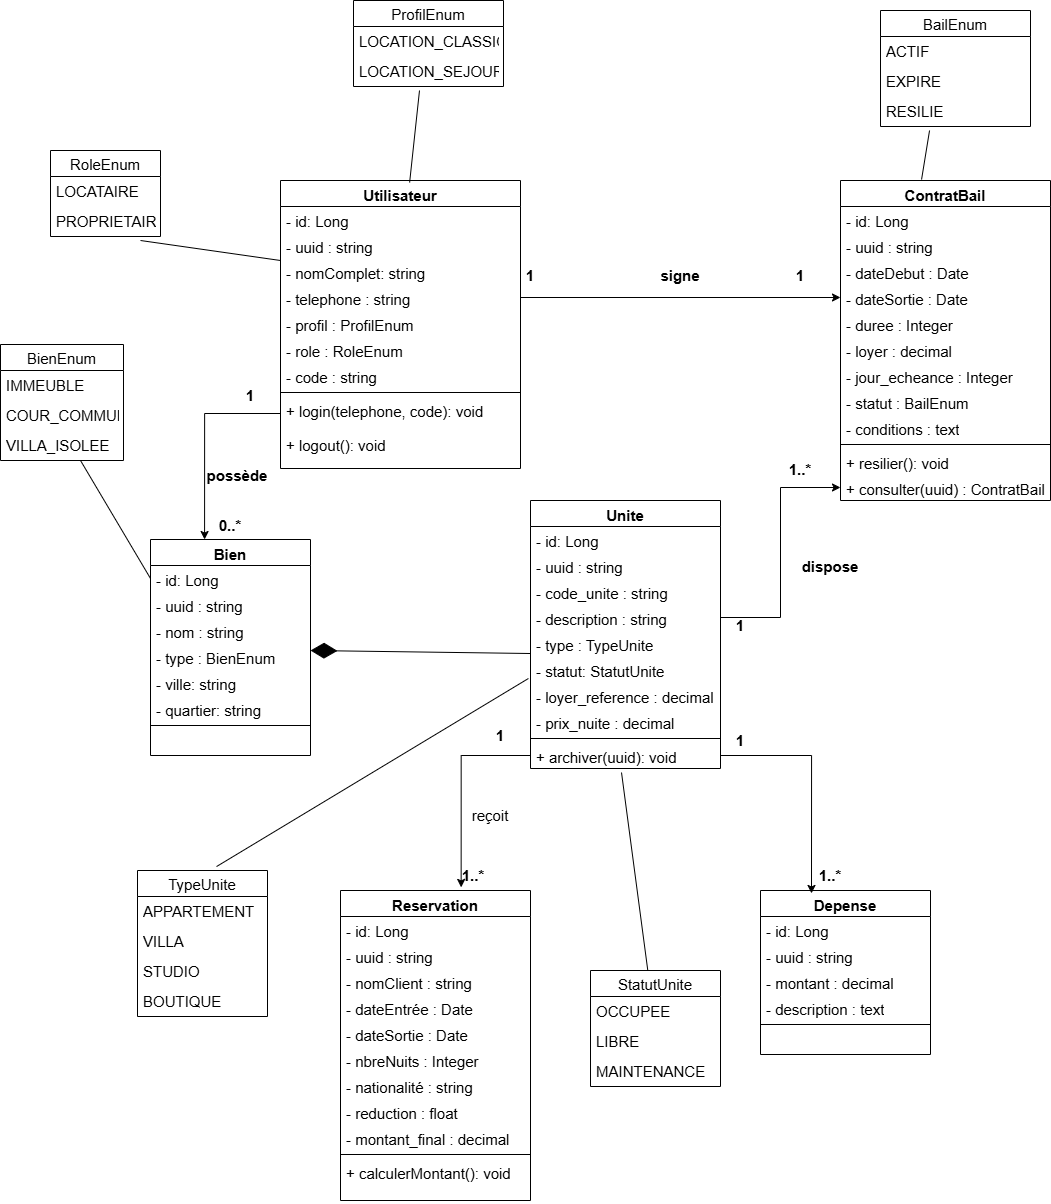 ProfilEnum
LOCATION_CLASSI
LOCATION_SEJOUR
BailEnum
ACTIF
EXPIRE
RESILIE
RoleEnum
LOCATAIRE
PROPRIETAIR
Utilisateur
- id: Long
- uuid : string
- nomComplet: string
- telephone : string
- profil : ProfilEnum
- role : RoleEnum
- code : string
+ login(telephone, code): void
+ logout(): void
1
signe
1
ContratBail
- id: Long
- uuid : string
- dateDebut : Date
- dateSortie : Date
- duree : Integer
- loyer : decimal
- jour_echeance : Integer
- statut : BailEnum
- conditions : text
+ resilier(): void
+ consulter(uuid) : ContratBail
BienEnum
IMMEUBLE
COUR_COMMU
VILLA_ISOLEE
1
possède
0..*
1..*
dispose
1
Bien
- id: Long
- uuid : string
- nom : string
- type : BienEnum
- ville: string
- quartier: string
Unite
- id: Long
- uuid : string
- code_unite : string
- description : string
- type : TypeUnite
- statut: StatutUnite
- loyer_reference : decimal
- prix_nuite : decimal
+ archiver(uuid): void
1
reçoit
1..*
1
1..*
TypeUnite
APPARTEMENT
VILLA
STUDIO
BOUTIQUE
Reservation
- id: Long
- uuid : string
- nomClient : string
- dateEntrée : Date
- dateSortie : Date
- nbreNuits : Integer
- nationalité : string
- reduction : float
- montant_final : decimal
+ calculerMontant(): void
StatutUnite
OCCUPEE
LIBRE
MAINTENANCE
Depense
- id: Long
- uuid : string
- montant : decimal
- description : text